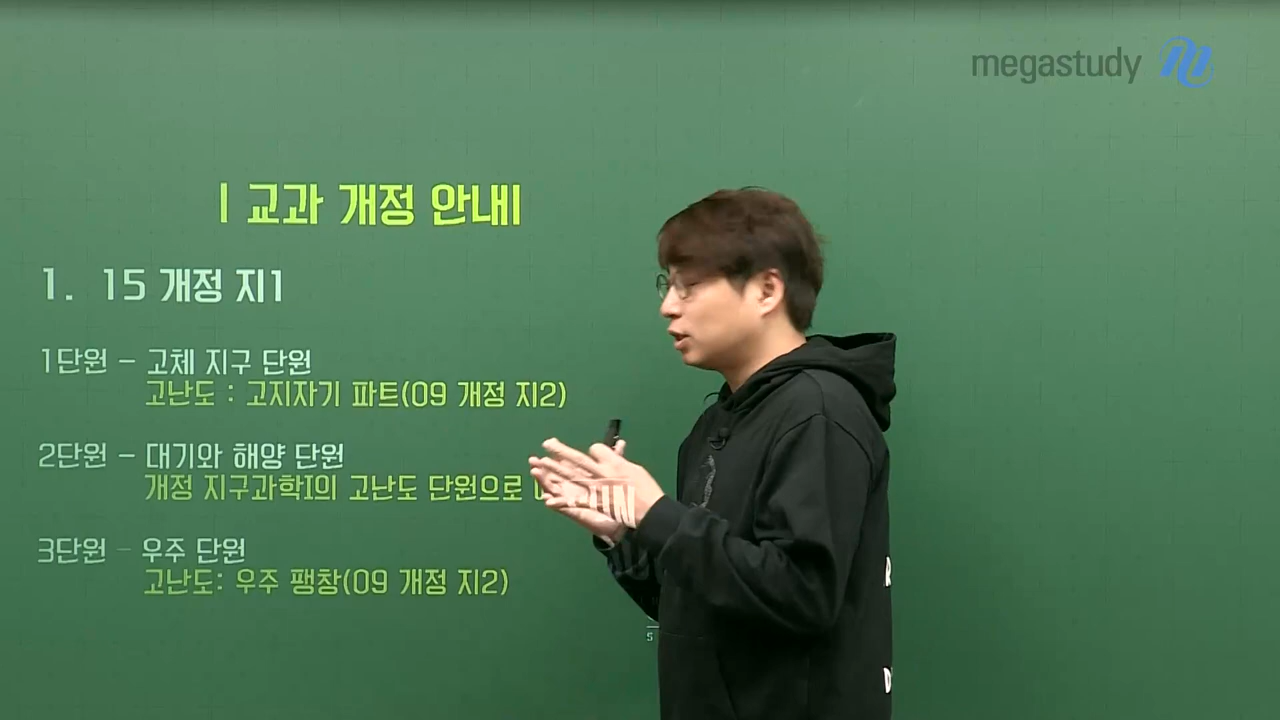 megastudy
| 교과 개정 안내|
1. 15 개정 지1
1단원 - 고체 지구 단원
고난도 : 고지자기 파트(09 개정 지2)
2단원 - 대기와 해양 단원
개정 지구과학I의 고난도 단원으로
3단원 - 우주 단원
고난도: 우주 팽창(09 개정 지2)
5